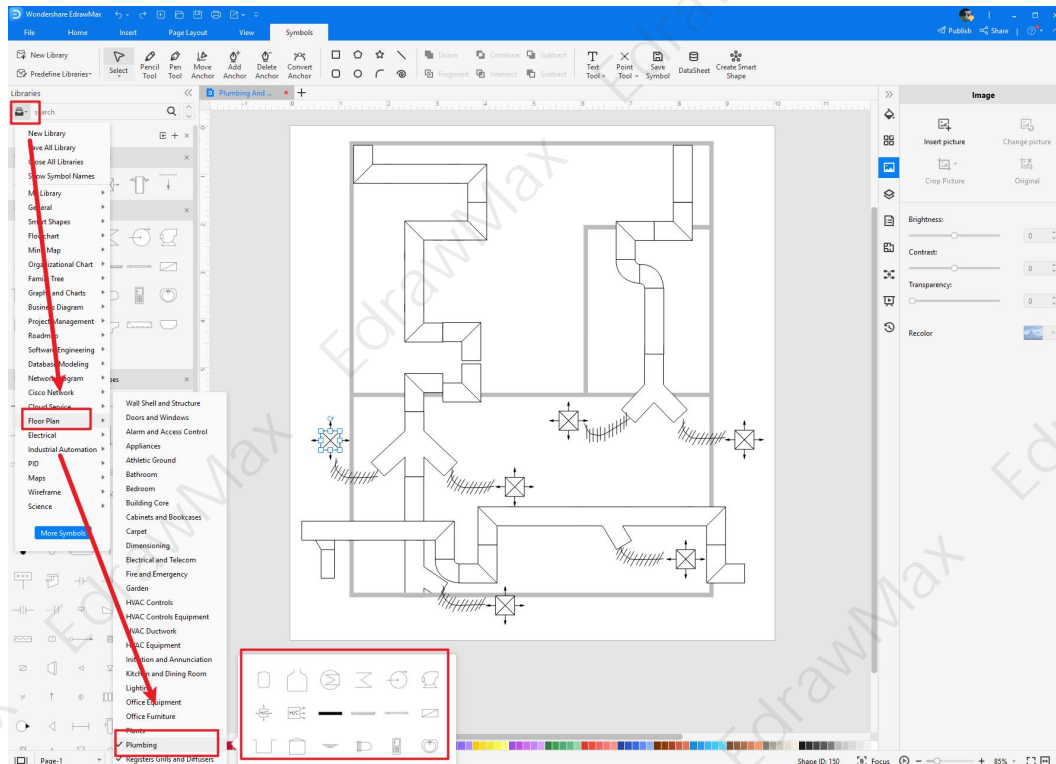 Wondershare EdrawMax
File Home Insert Page Layout View Symbols
Publish Share
New Library
Predefine Libraries
Select
Pencil Tool
Pen Tool
Move Anchor
Add Anchor
Delete Anchor
Convert Anchor
Union Combine Subtract
Fragment Intersect Subtract
Text Tool
Point Tool
Save Symbol
DataSheet
Create Smart Shape
Libraries
Plumbing And ...
New Library
Close All Libraries
Show Symbol Names
My Library
General
Smart Shapes
Flowchart
Mind Map
Organizational Chart
Family Tree
Graphs and Charts
Business Diagram
Project Management
Roadmap
Software Engineering
Database Modeling
Network Diagram
Cisco Network
Cloud Service
Floor Plan
Electrical
Industrial Automation
PID
Maps
Wireframe
Science
More Symbols
Wall Shell and Structure
Doors and Windows
Alarm and Access Control
Appliances
Athletic Ground
Bathroom
Bedroom
Building Core
Cabinets and Bookcases
Carpet
Dimensioning
Electrical and Telecom
Fire and Emergency
Garden
HVAC Controls
HVAC Controls Equipment
HVAC Ductwork
HVAC Equipment
Initiation and Annunciation
Kitchen and Dining Room
Lighting
Office Equipment
Office Furniture
Plants
Plumbing
Registers Grills and Diffusers
Image
Insert picture
Change picture
Crop Picture
Original
Brightness:
0
Contrast:
0
Transparency:
0
Recolor
Page-1
Shape ID: 150
Focus
85%
EdrawMax